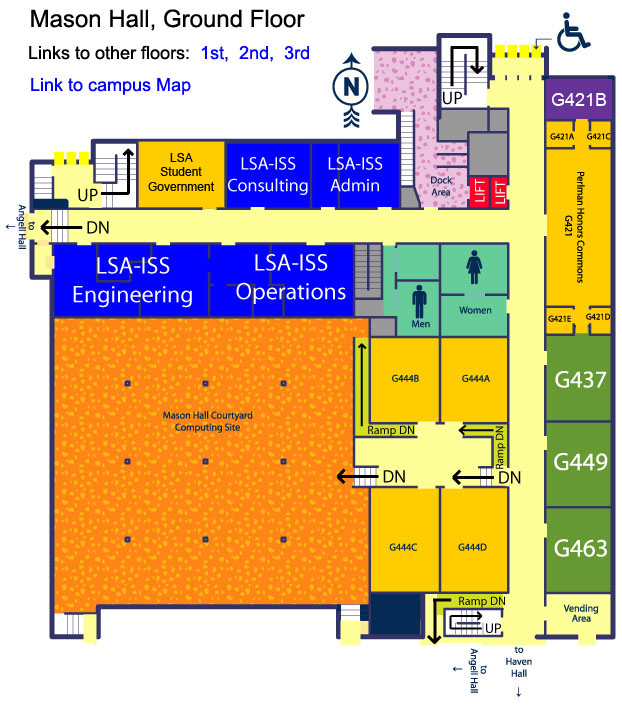 Mason Hall, Ground Floor
Links to other floors: 1st, 2nd, 3rd
Link to campus Map
N
UP
G421B
G421A
G421C
LSA
Student
Government
LSA-ISS
Consulting
LSA-ISS
Admin
Dock
Area
LIFT
LIFT
Perlman Honors Commons
G421
UP
DN
to
Angell Hall
LSA-ISS
Engineering
LSA-ISS
Operations
Men
Women
G421E
G421D
G444B
G444A
G437
Mason Hall Courtyard
Computing Site
Ramp DN
Ramp DN
G449
DN
DN
G444C
G444D
G463
Ramp DN
UP
Vending
Area
to
Angell Hall
to
Haven
Hall